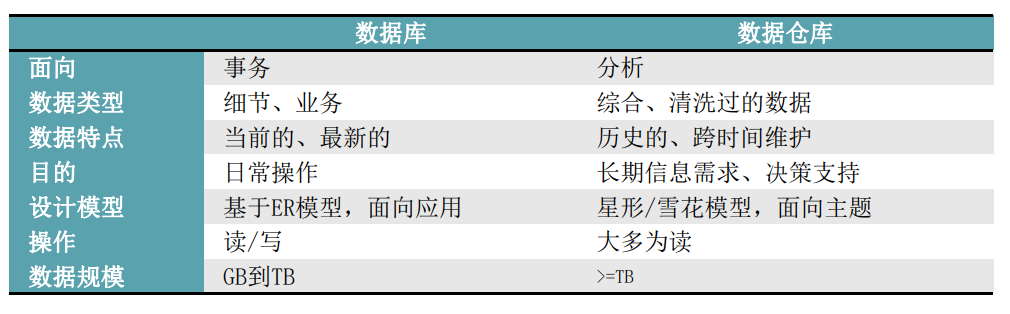 数据库 数据仓库
面向 事务 分析
数据类型 细节、业务 综合、清洗过的数据
数据特点 当前的、最新的 历史的、跨时间维护
目的 日常操作 长期信息需求、决策支持
设计模型 基于ER模型，面向应用 星形/雪花模型，面向主题
操作 读/写 大多为读
数据规模 GB到TB >=TB